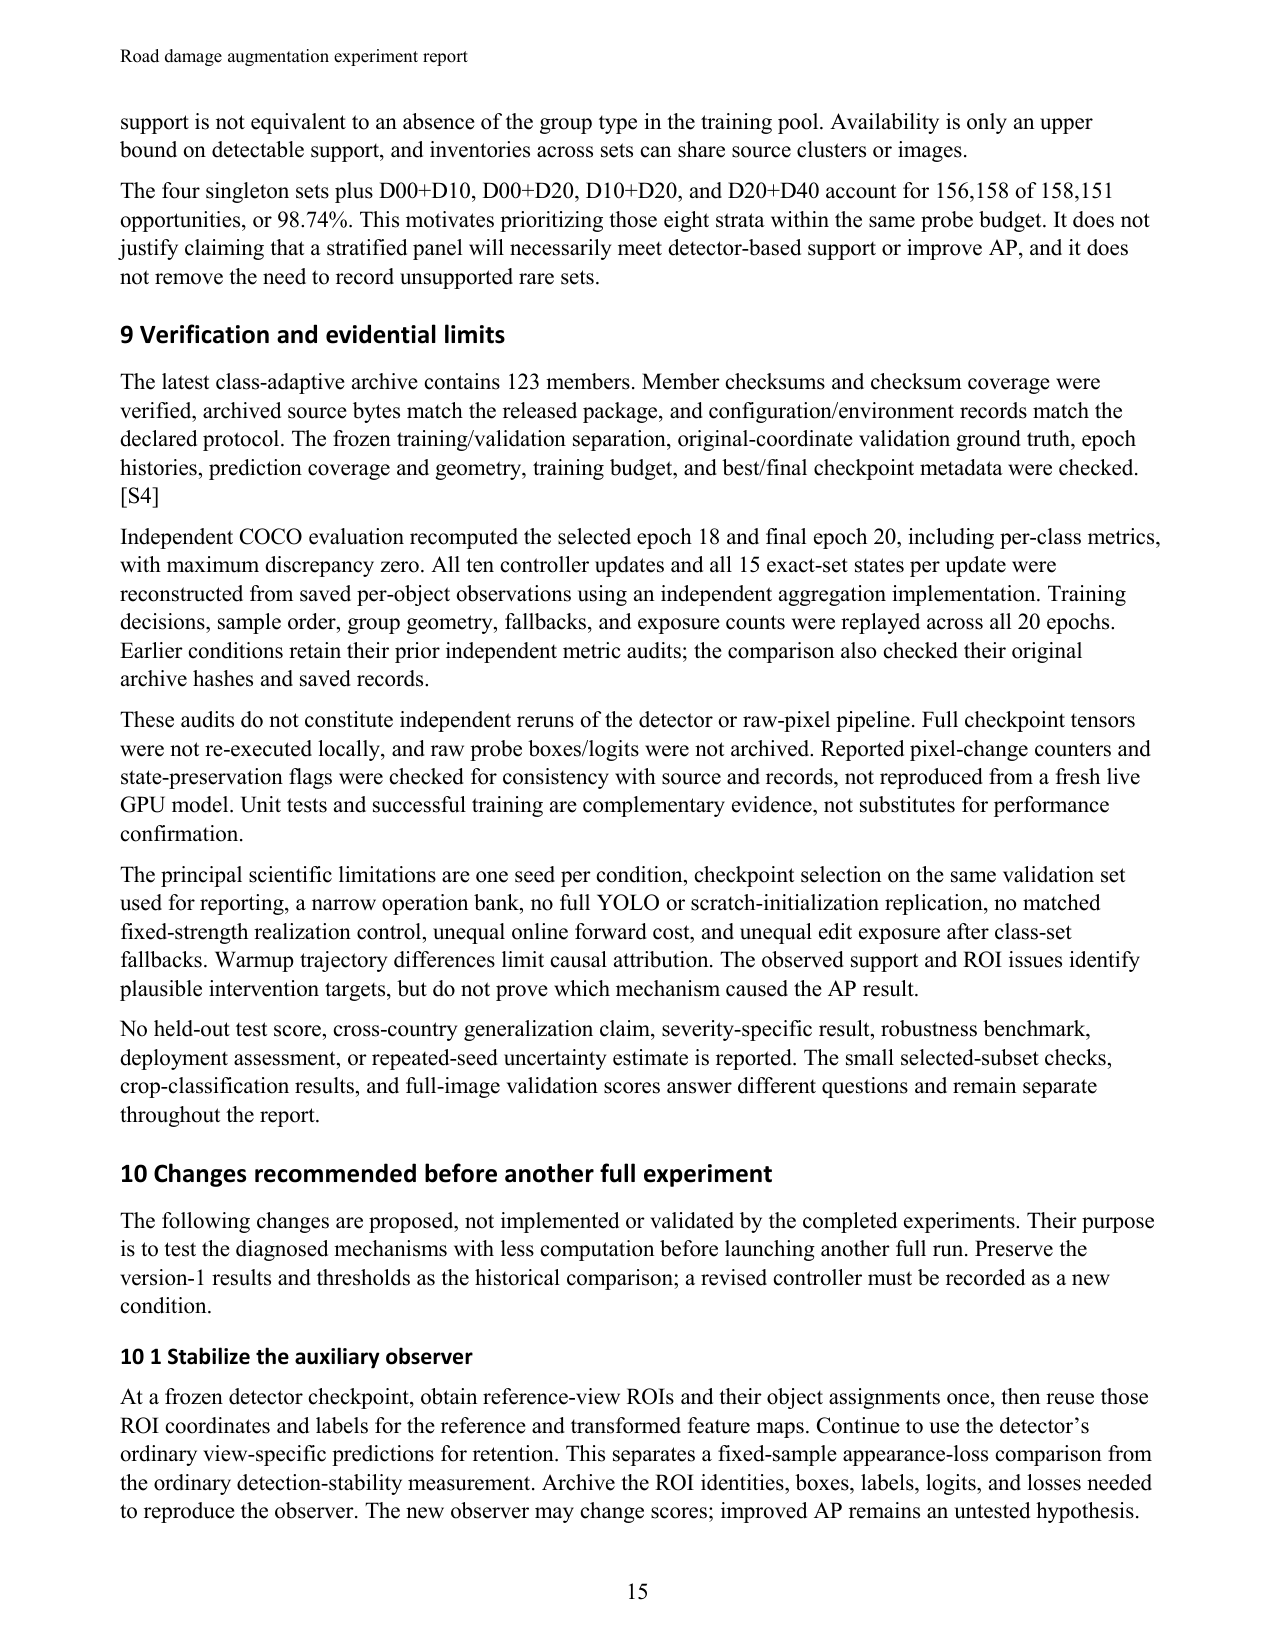 Road damage augmentation experiment report
support is not equivalent to an absence of the group type in the training pool. Availability is only an upper
bound on detectable support, and inventories across sets can share source clusters or images.
The four singleton sets plus D00+D10, D00+D20, D10+D20, and D20+D40 account for 156,158 of 158,151
opportunities, or 98.74%. This motivates prioritizing those eight strata within the same probe budget. It does not
justify claiming that a stratified panel will necessarily meet detector-based support or improve AP, and it does
not remove the need to record unsupported rare sets.
9 Verification and evidential limits
The latest class-adaptive archive contains 123 members. Member checksums and checksum coverage were
verified, archived source bytes match the released package, and configuration/environment records match the
declared protocol. The frozen training/validation separation, original-coordinate validation ground truth, epoch
histories, prediction coverage and geometry, training budget, and best/final checkpoint metadata were checked.
[S4]
Independent COCO evaluation recomputed the selected epoch 18 and final epoch 20, including per-class metrics,
with maximum discrepancy zero. All ten controller updates and all 15 exact-set states per update were
reconstructed from saved per-object observations using an independent aggregation implementation. Training
decisions, sample order, group geometry, fallbacks, and exposure counts were replayed across all 20 epochs.
Earlier conditions retain their prior independent metric audits; the comparison also checked their original
archive hashes and saved records.
These audits do not constitute independent reruns of the detector or raw-pixel pipeline. Full checkpoint tensors
were not re-executed locally, and raw probe boxes/logits were not archived. Reported pixel-change counters and
state-preservation flags were checked for consistency with source and records, not reproduced from a fresh live
GPU model. Unit tests and successful training are complementary evidence, not substitutes for performance
confirmation.
The principal scientific limitations are one seed per condition, checkpoint selection on the same validation set
used for reporting, a narrow operation bank, no full YOLO or scratch-initialization replication, no matched
fixed-strength realization control, unequal online forward cost, and unequal edit exposure after class-set
fallbacks. Warmup trajectory differences limit causal attribution. The observed support and ROI issues identify
plausible intervention targets, but do not prove which mechanism caused the AP result.
No held-out test score, cross-country generalization claim, severity-specific result, robustness benchmark,
deployment assessment, or repeated-seed uncertainty estimate is reported. The small selected-subset checks,
crop-classification results, and full-image validation scores answer different questions and remain separate
throughout the report.
10 Changes recommended before another full experiment
The following changes are proposed, not implemented or validated by the completed experiments. Their purpose
is to test the diagnosed mechanisms with less computation before launching another full run. Preserve the
version-1 results and thresholds as the historical comparison; a revised controller must be recorded as a new
condition.
10 1 Stabilize the auxiliary observer
At a frozen detector checkpoint, obtain reference-view ROIs and their object assignments once, then reuse those
ROI coordinates and labels for the reference and transformed feature maps. Continue to use the detector’s
ordinary view-specific predictions for retention. This separates a fixed-sample appearance-loss comparison from
the ordinary detection-stability measurement. Archive the ROI identities, boxes, labels, logits, and losses needed
to reproduce the observer. The new observer may change scores; improved AP remains an untested hypothesis.
15